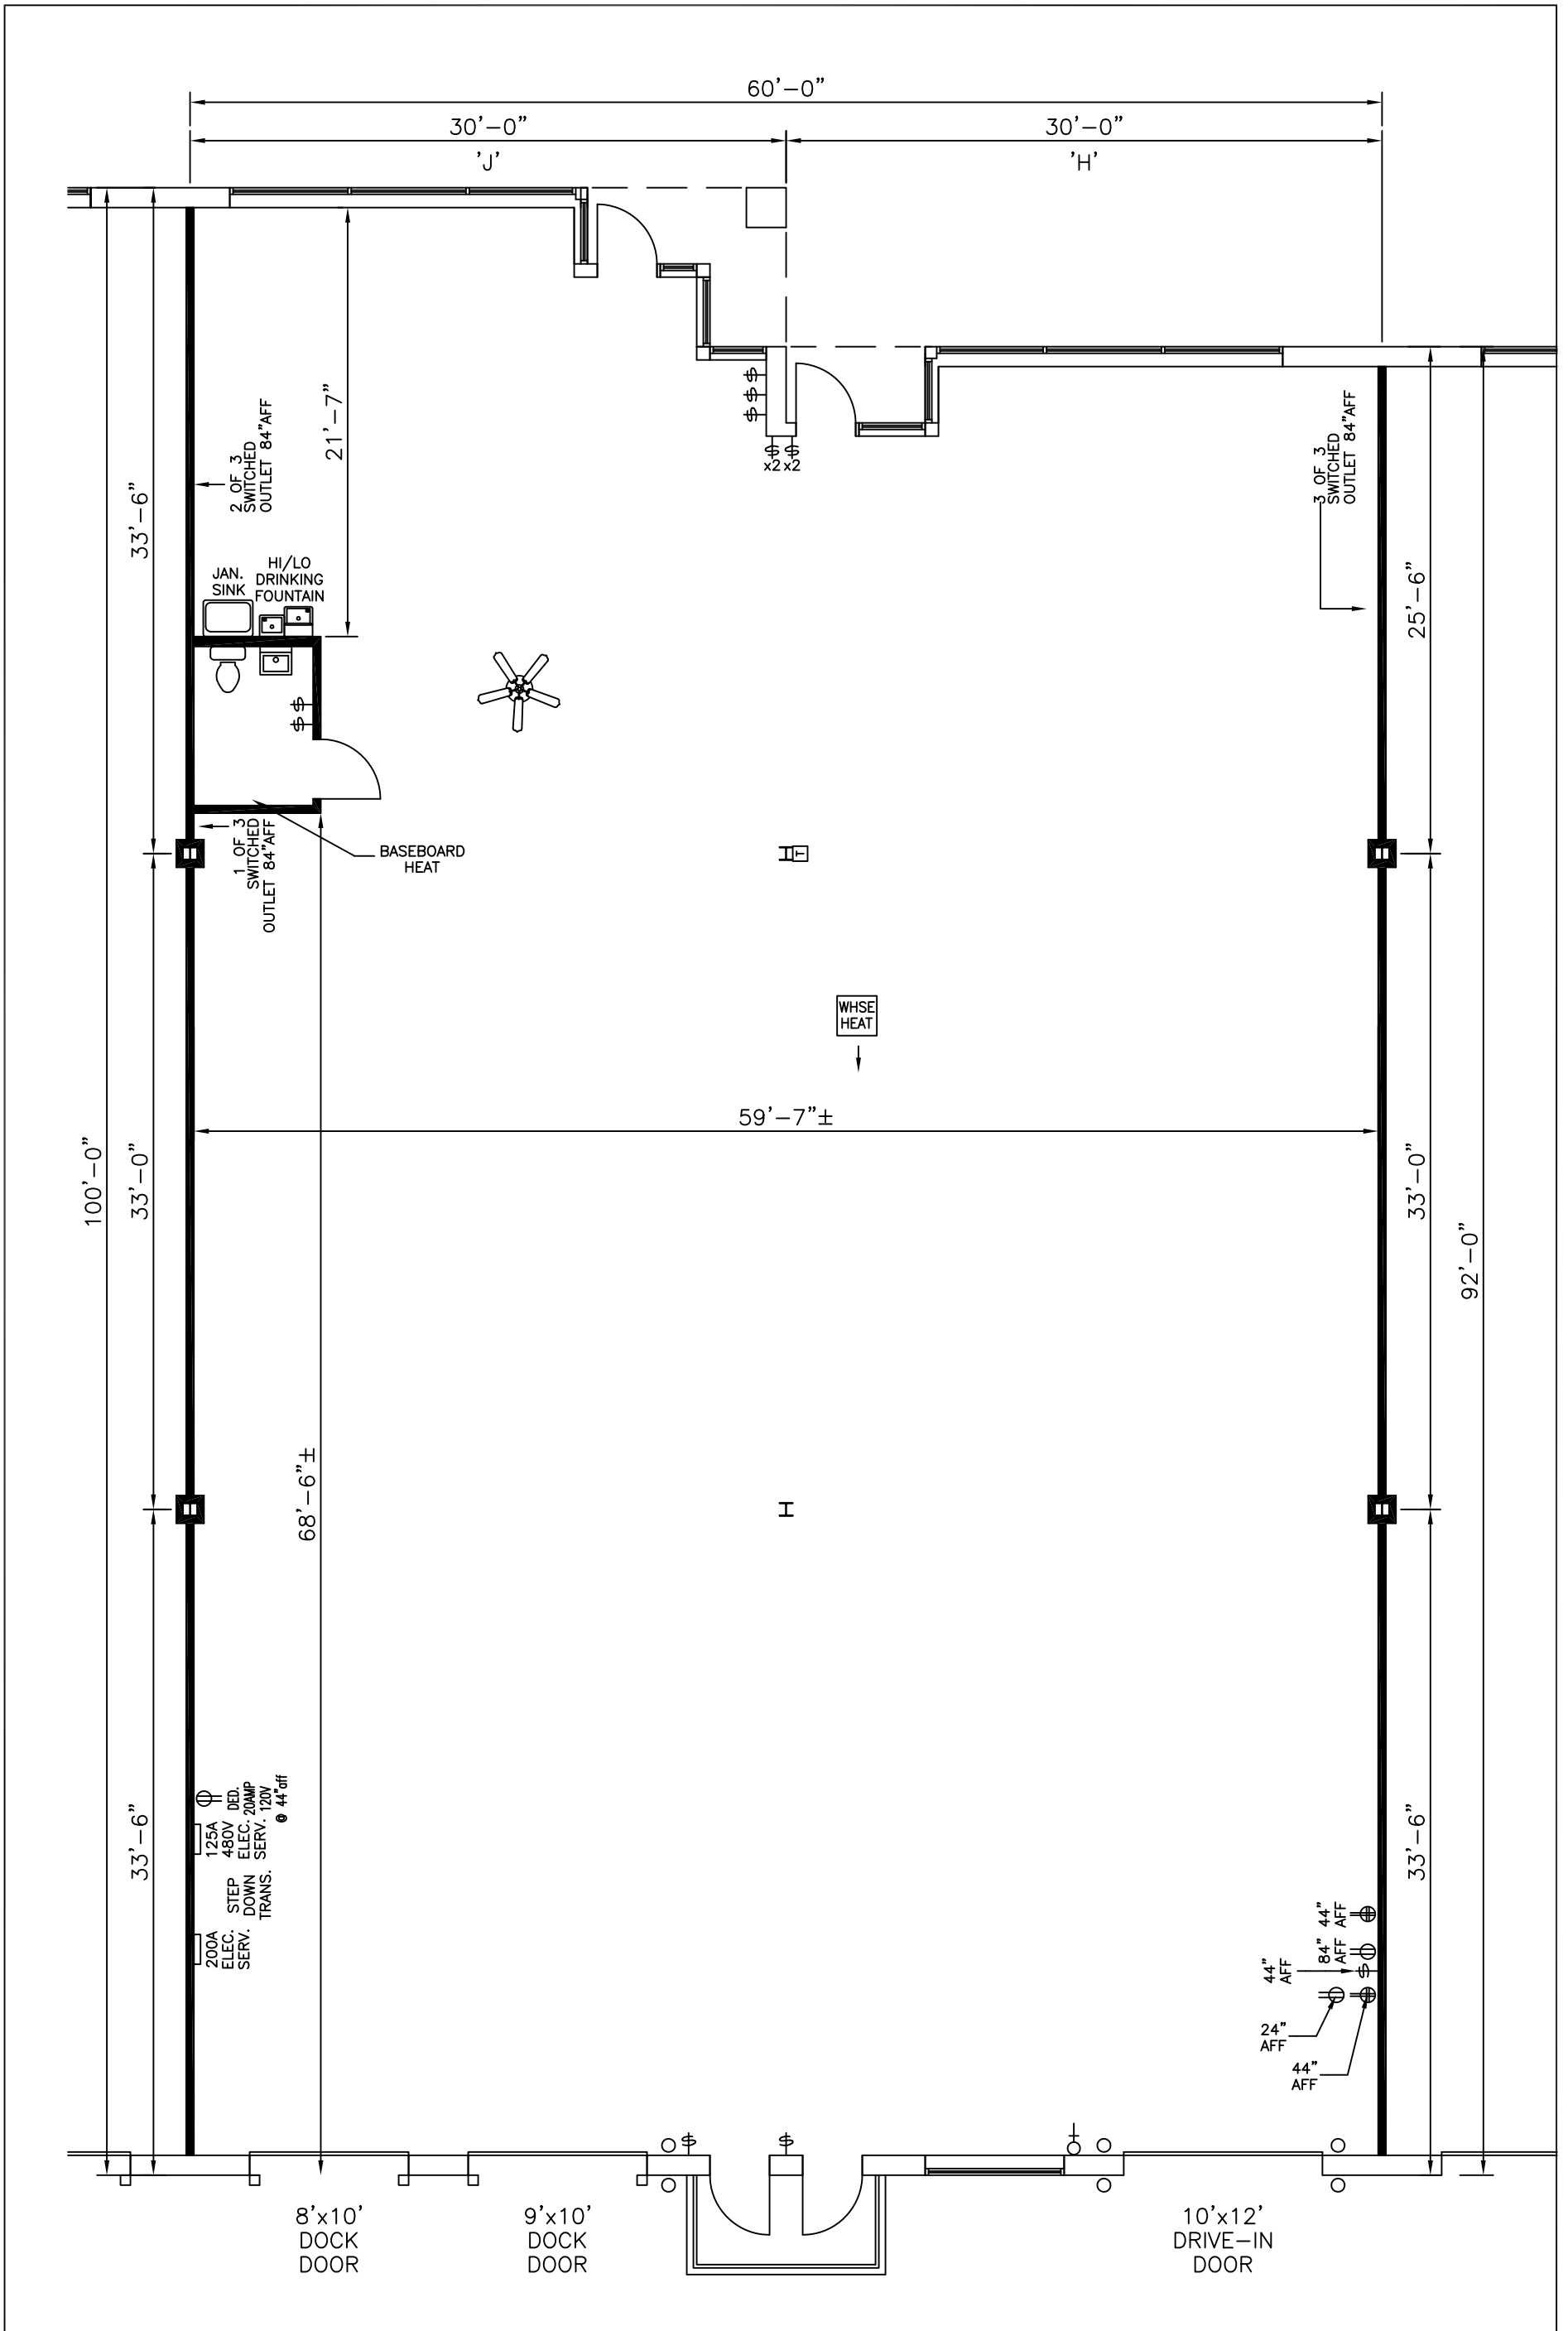 60'-0"
30'-0"
30'-0"
'J'
'H'
21'-7"
2 OF 3
SWITCHED
OUTLET 84"AFF
3 OF 3
SWITCHED
OUTLET 84"AFF
x2 x2
33'-6"
25'-6"
JAN.
SINK
HI/LO
DRINKING
FOUNTAIN
1 OF 3
SWITCHED
OUTLET 84"AFF
BASEBOARD
HEAT
T
WHSE
HEAT
59'-7"±
100'-0"
33'-0"
33'-0"
92'-0"
68'-6"±
33'-6"
33'-6"
DED.
20AMP
120V
@ 44"aff
125A
480V
ELEC.
SERV.
STEP
DOWN
TRANS.
200A
ELEC.
SERV.
44"
AFF
84"
AFF
44"
AFF
24"
AFF
44"
AFF
8'x10'
DOCK
DOOR
9'x10'
DOCK
DOOR
10'x12'
DRIVE-IN
DOOR